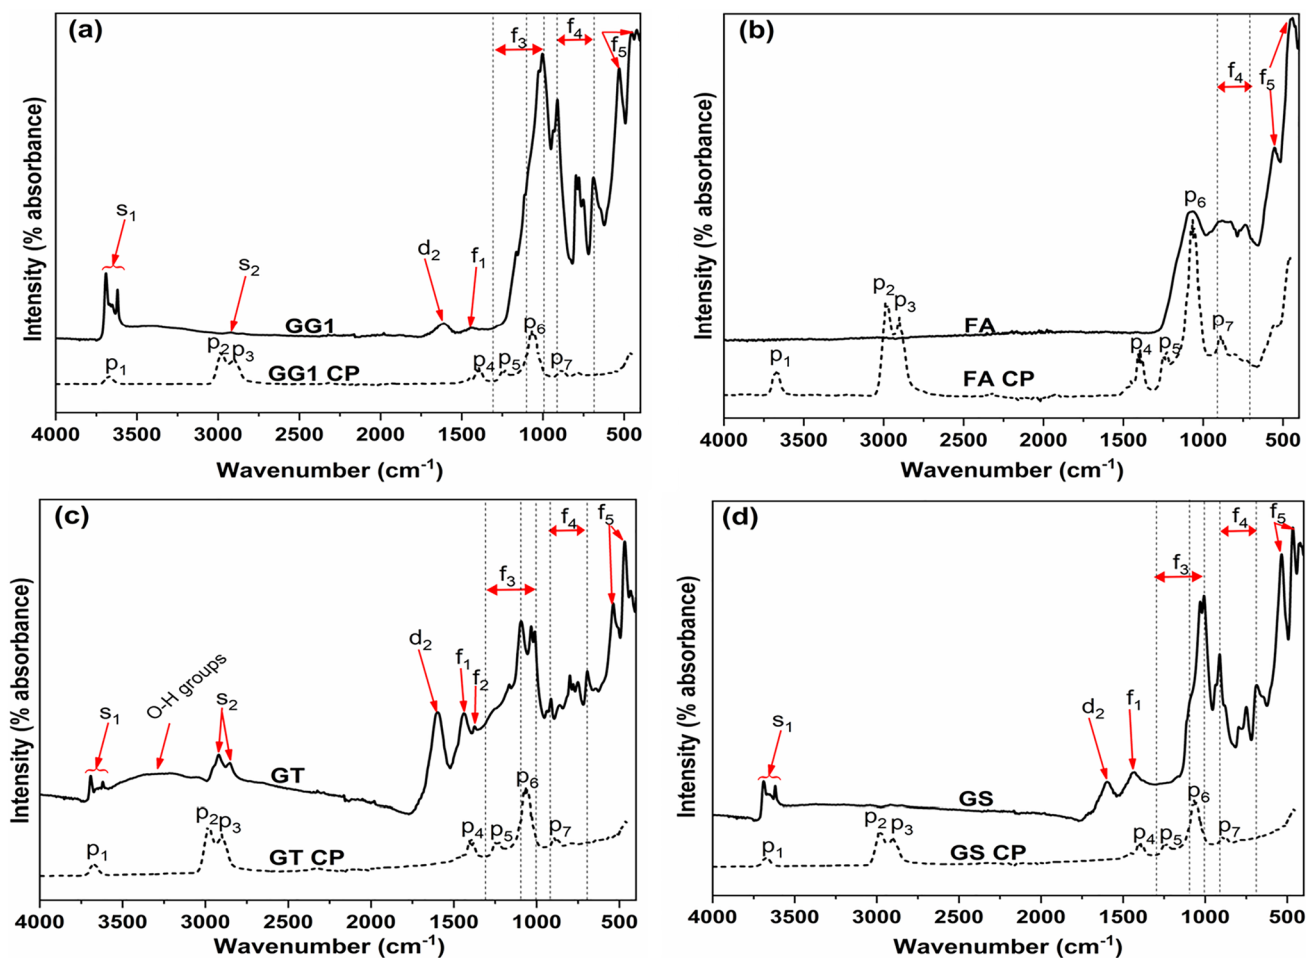 (a)
f3
f4
f5
s1
s2
d2
f1
GG1
p1
p2
p3
p4
p5
p6
p7
GG1 CP
Intensity (% absorbance)
4000 3500 3000 2500 2000 1500 1000 500
Wavenumber (cm-1)
(b)
f4
f5
p6
p2
p3
FA
p1
p4
p5
p7
FA CP
Intensity (% absorbance)
4000 3500 3000 2500 2000 1500 1000 500
Wavenumber (cm-1)
(c)
f4
f5
f3
d2
f1
f2
O-H groups
s1
s2
GT
p6
p2
p3
p1
p4
p5
p7
GT CP
Intensity (% absorbance)
4000 3500 3000 2500 2000 1500 1000 500
Wavenumber (cm-1)
(d)
f4
f5
f3
d2
f1
s1
GS
p6
p2
p3
p1
p4
p5
p7
GS CP
Intensity (% absorbance)
4000 3500 3000 2500 2000 1500 1000 500
Wavenumber (cm-1)